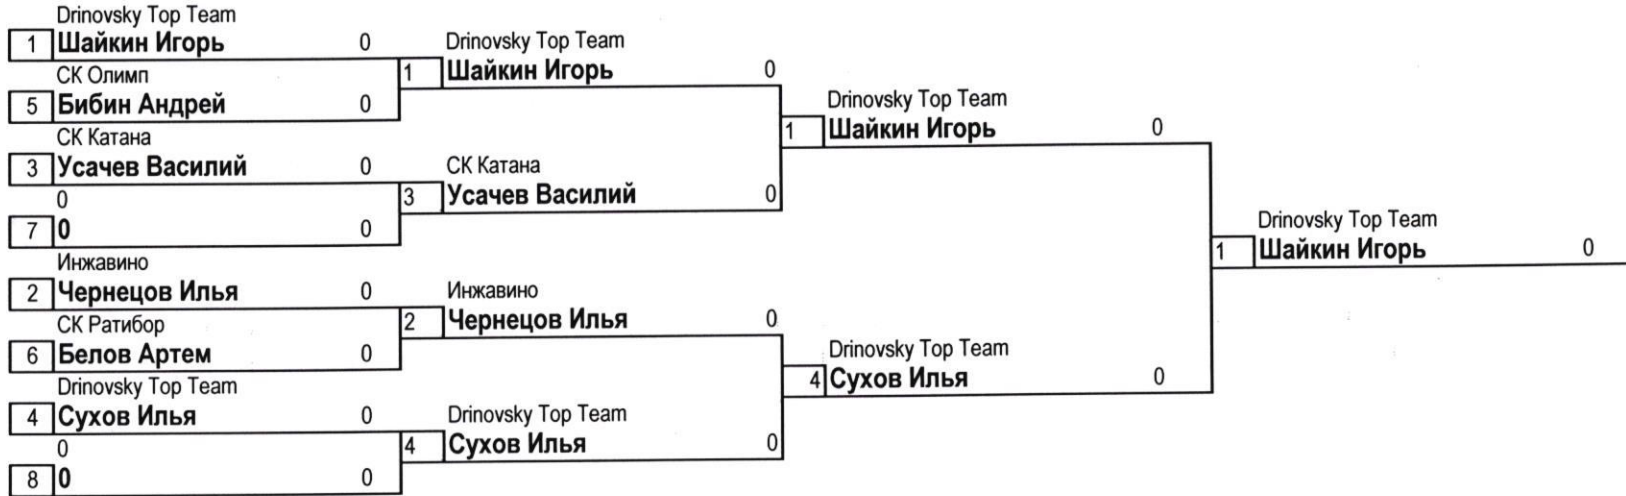 Drinovsky Top Team
1 Шайкин Игорь 0
СК Олимп
5 Бибин Андрей 0
СК Катана
3 Усачев Василий 0
0
7 0 0
Инжавино
2 Чернецов Илья 0
СК Ратибор
6 Белов Артем 0
Drinovsky Top Team
4 Сухов Илья 0
0
8 0 0
Drinovsky Top Team
1 Шайкин Игорь 0
СК Катана
3 Усачев Василий 0
Инжавино
2 Чернецов Илья 0
Drinovsky Top Team
4 Сухов Илья 0
Drinovsky Top Team
1 Шайкин Игорь 0
Drinovsky Top Team
4 Сухов Илья 0
Drinovsky Top Team
1 Шайкин Игорь 0